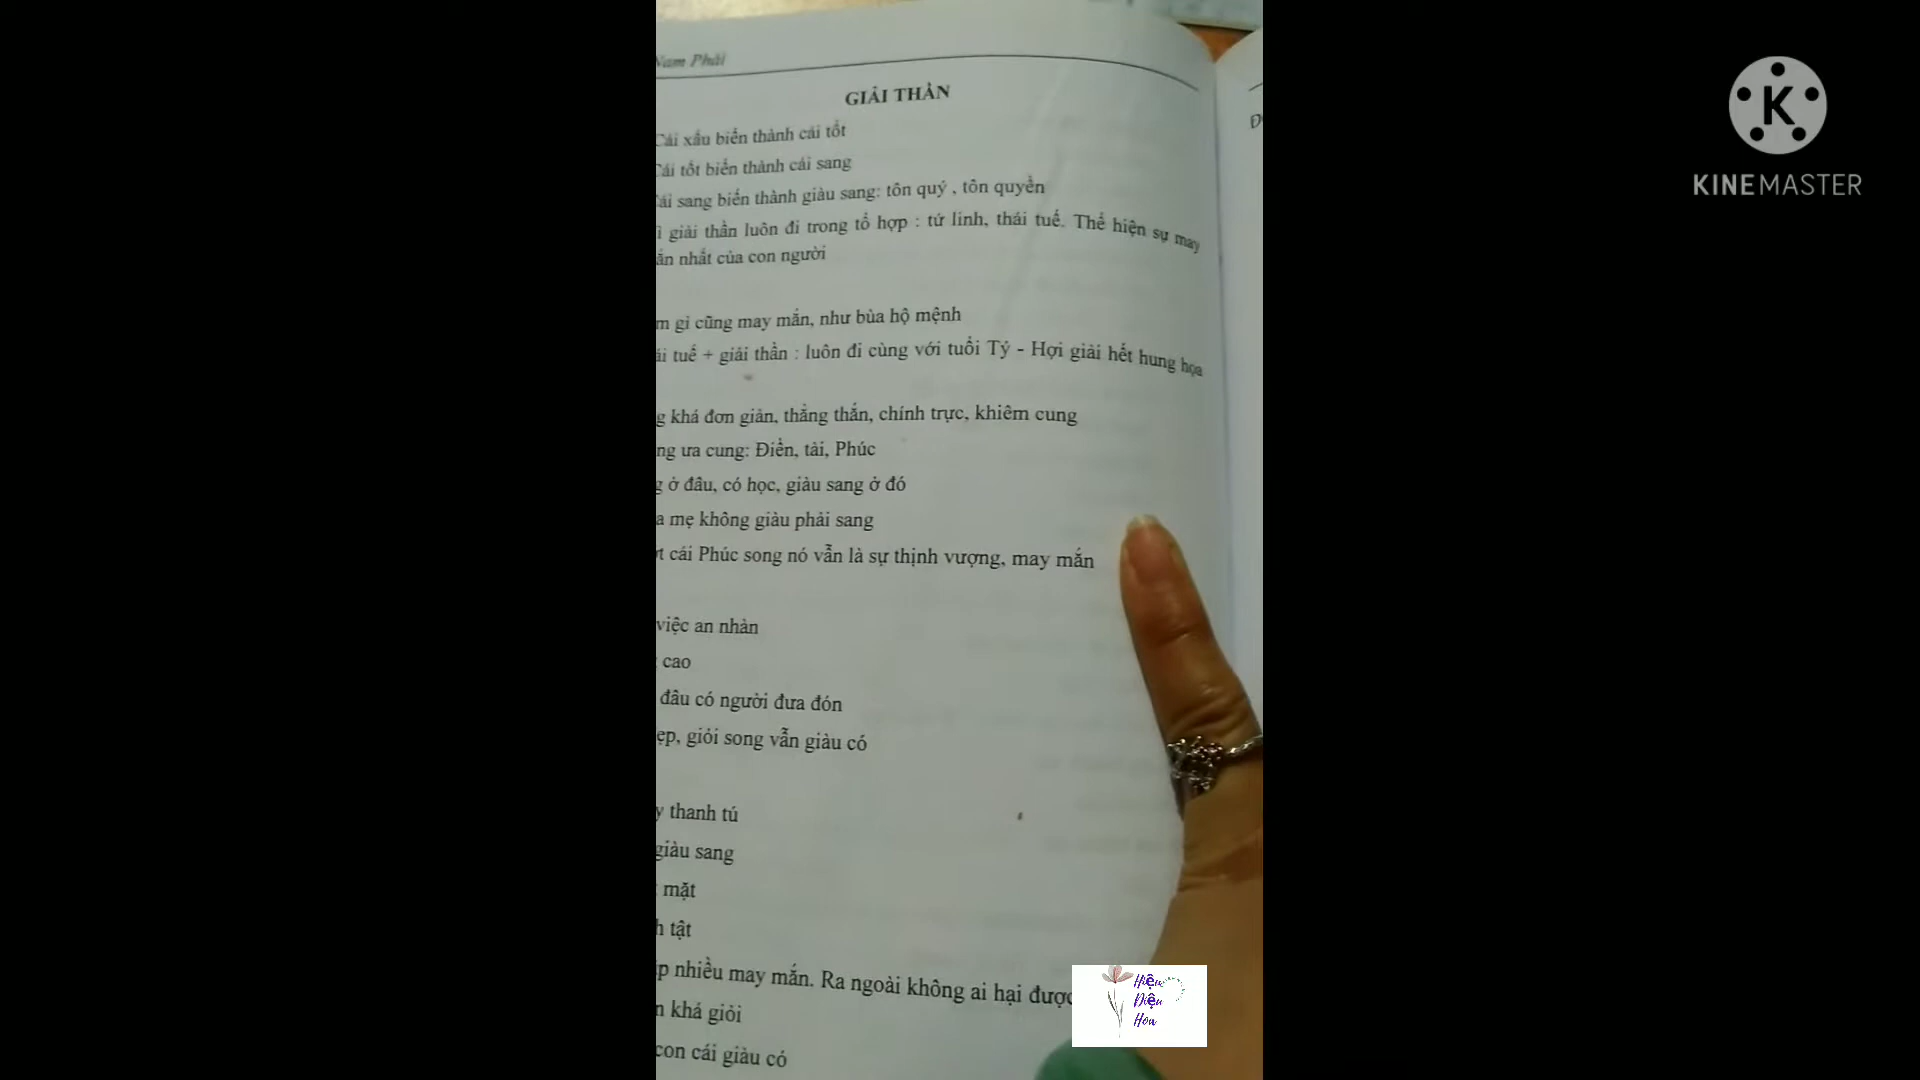 Nam Phái
GIẢI THẦN
Cái xấu biến thành cái tốt
Cái tốt biến thành cái sang
Cái sang biến thành giàu sang: tôn quý , tôn quyền
giải thần luôn đi trong tổ hợp : tứ linh, thái tuế. Thể hiện sự may
nhất của con người
gì cũng may mắn, như bùa hộ mệnh
tuế + giải thần : luôn đi cùng với tuổi Tý - Hợi giải hết hung họa
khá đơn giản, thẳng thắn, chính trực, khiêm cung
ưa cung: Điền, tài, Phúc
ở đâu, có học, giàu sang ở đó
mẹ không giàu phải sang
cái Phúc song nó vẫn là sự thịnh vượng, may mắn
việc an nhàn
cao
đâu có người đưa đón
giỏi song vẫn giàu có
thanh tú
giàu sang
mặt
tật
nhiều may mắn. Ra ngoài không ai hại được
khá giỏi
con cái giàu có
KINEMASTER
Hiệu
Diệu
Hoa